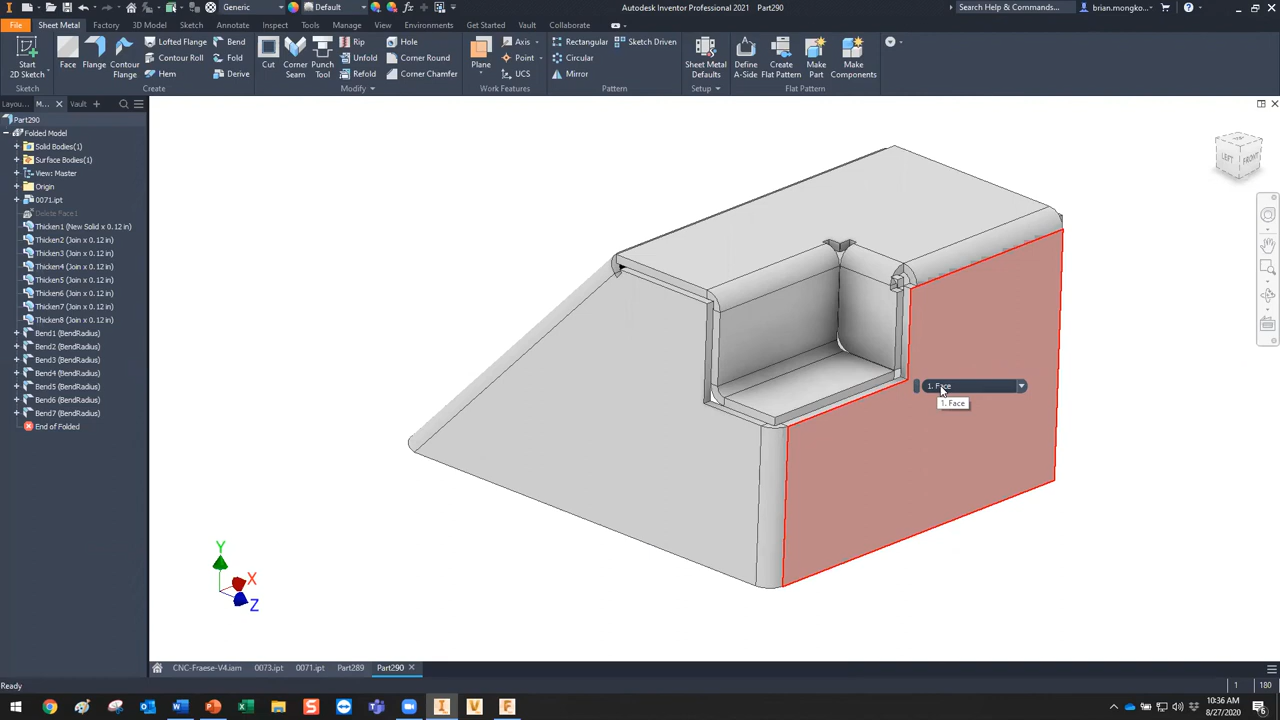 Generic
Default
Autodesk Inventor Professional 2021 Part290
Search Help & Commands...
brian.mongko...
File
Sheet Metal
Factory
3D Model
Sketch
Annotate
Inspect
Tools
Manage
View
Environments
Get Started
Vault
Collaborate
Start
2D Sketch
Face
Flange
Contour
Flange
Lofted Flange
Contour Roll
Hem
Bend
Fold
Derive
Cut
Corner
Seam
Punch
Tool
Rip
Unfold
Refold
Hole
Corner Round
Corner Chamfer
Plane
Axis
Point
UCS
Rectangular
Circular
Mirror
Sketch Driven
Sheet Metal
Defaults
Define
A-Side
Create
Flat Pattern
Make
Part
Make
Components
Sketch
Create
Modify
Work Features
Pattern
Setup
Flat Pattern
Layou...
M...
Vault
Part290
Folded Model
Solid Bodies(1)
Surface Bodies(1)
View: Master
Origin
0071.ipt
Delete Face1
Thicken1 (New Solid x 0.12 in)
Thicken2 (Join x 0.12 in)
Thicken3 (Join x 0.12 in)
Thicken4 (Join x 0.12 in)
Thicken5 (Join x 0.12 in)
Thicken6 (Join x 0.12 in)
Thicken7 (Join x 0.12 in)
Thicken8 (Join x 0.12 in)
Bend1 (BendRadius)
Bend2 (BendRadius)
Bend3 (BendRadius)
Bend4 (BendRadius)
Bend5 (BendRadius)
Bend6 (BendRadius)
Bend7 (BendRadius)
End of Folded
LEFT
FRONT
1. Face
1. Face
Y
X
Z
CNC-Fraese-V4.iam
0073.ipt
0071.ipt
Part289
Part290
Ready
1
180
10:36 AM
8/27/2020
6